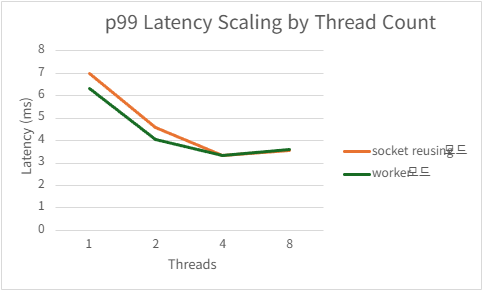 p99 Latency Scaling by Thread Count
8
7
6
5
4
3
2
1
0
Latency (ms)
1 2 4 8
Threads
socket reusing모드
worker모드